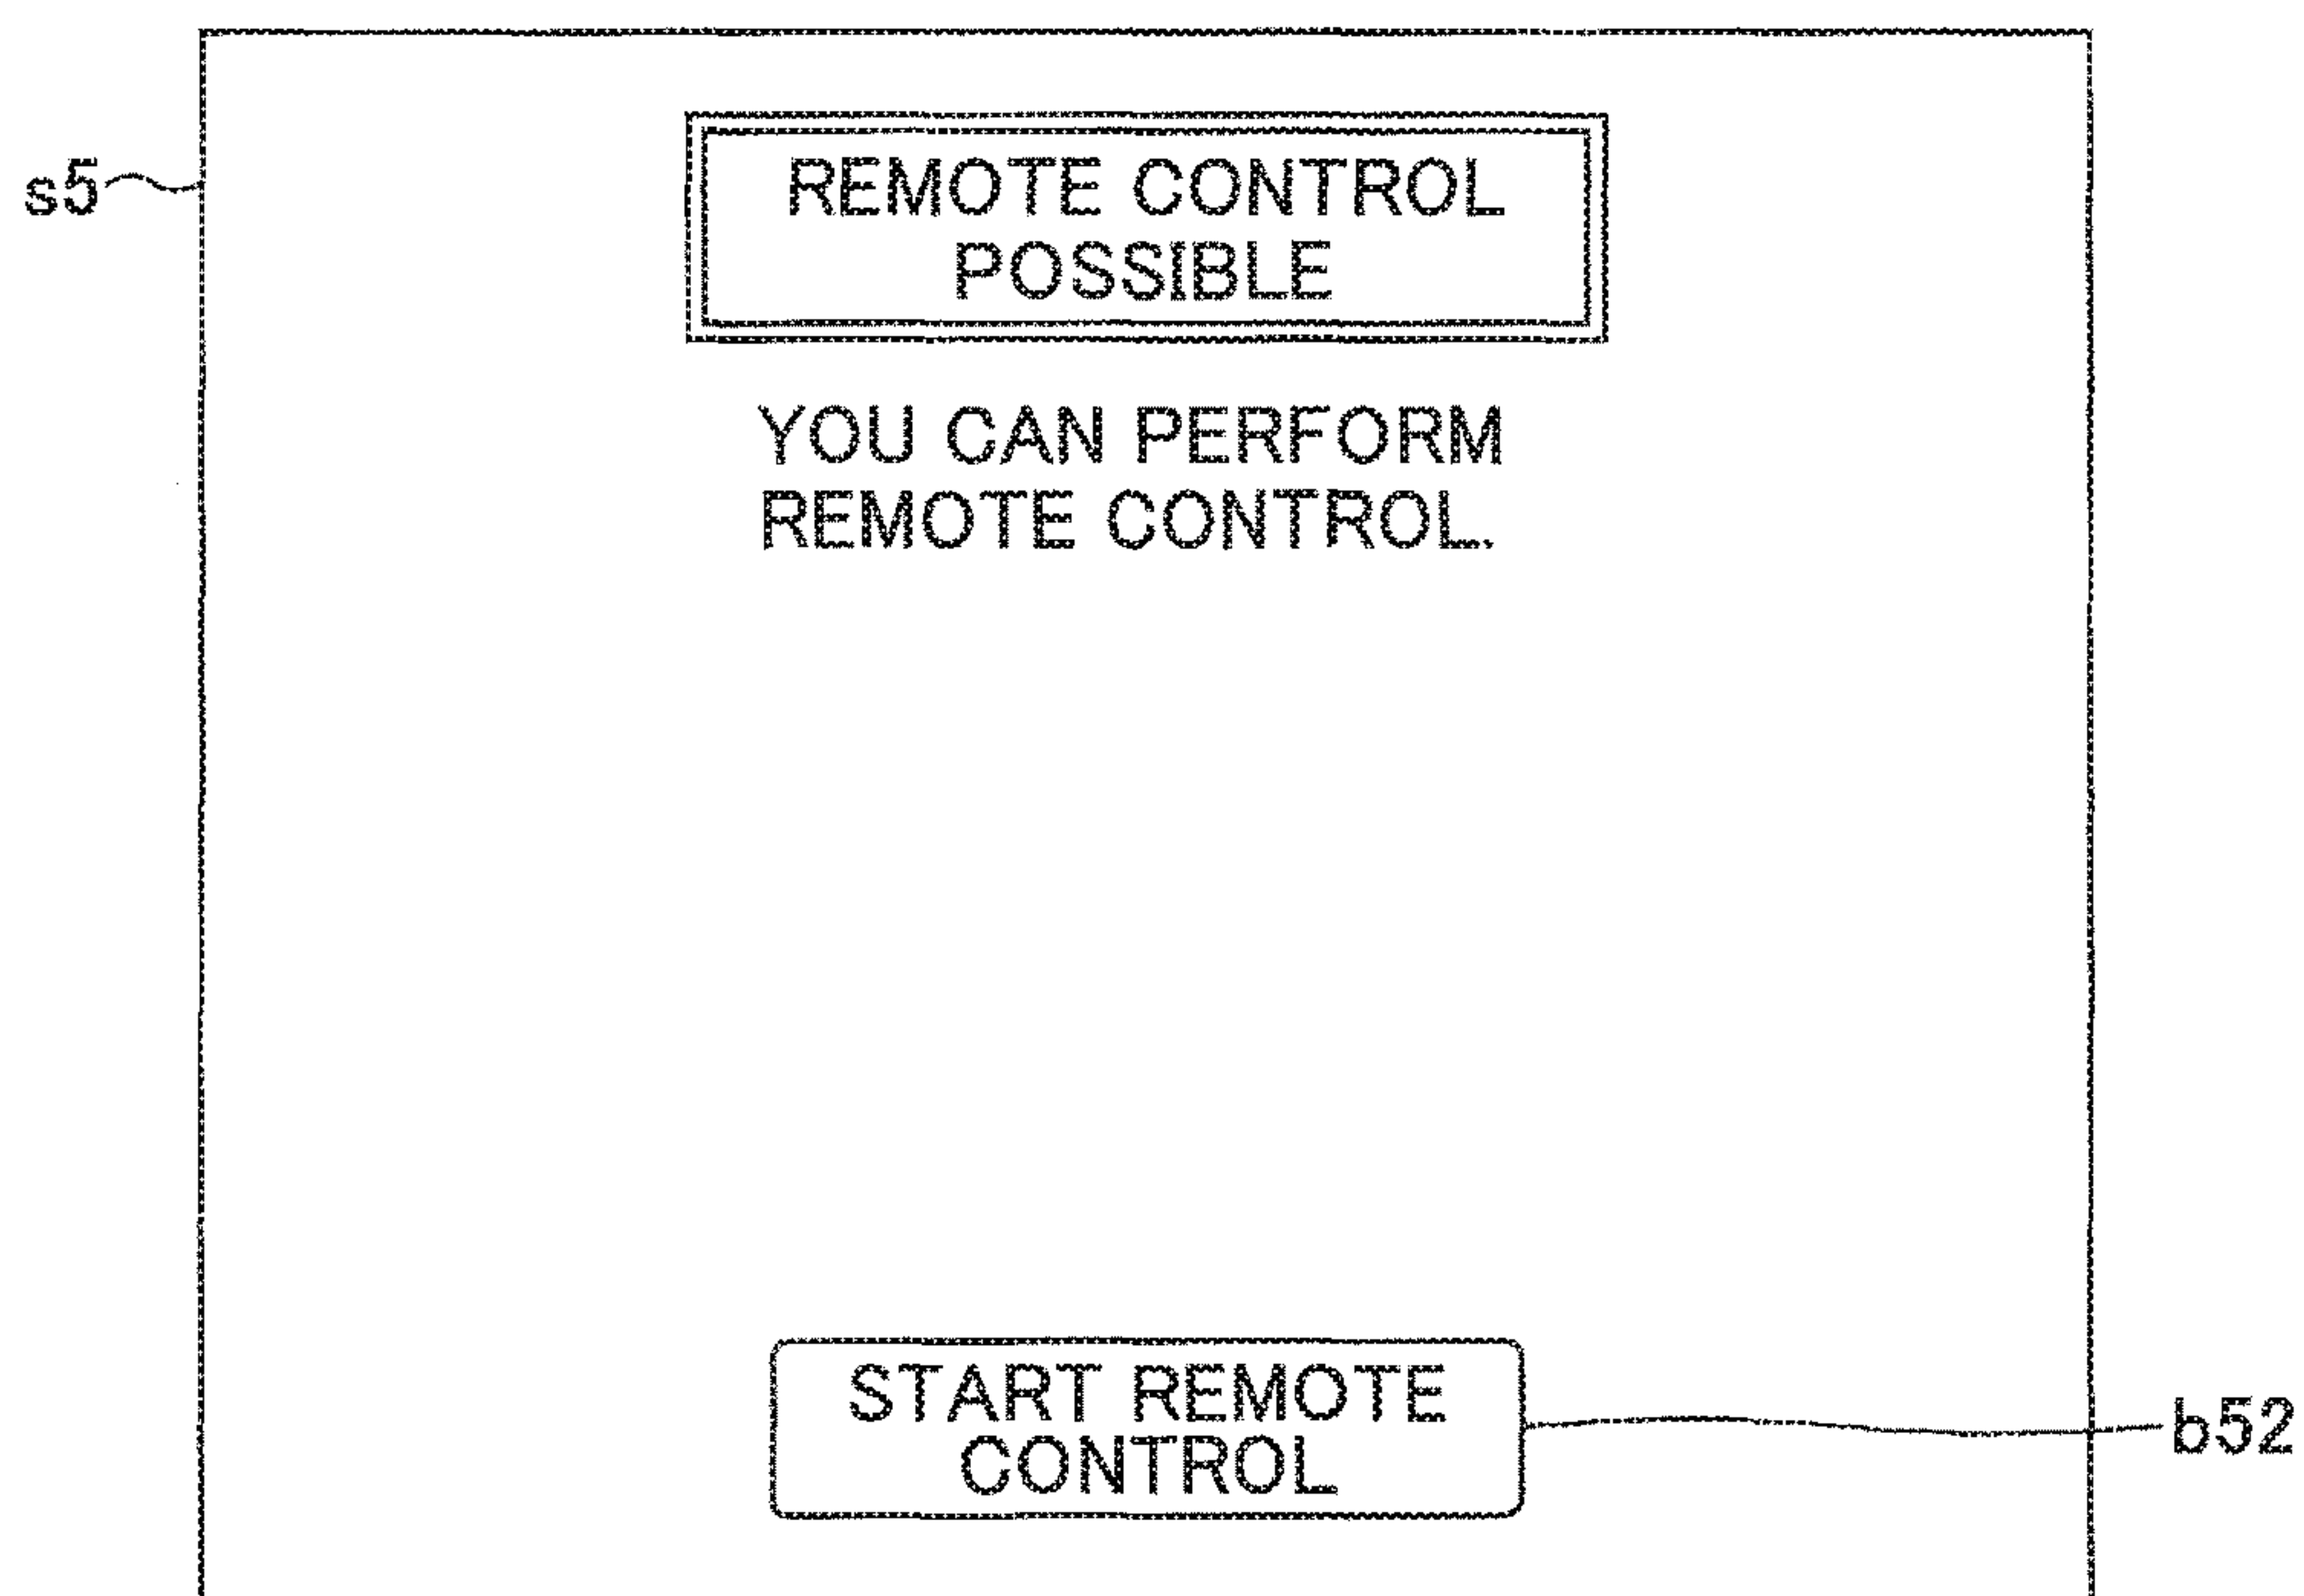 s5
REMOTE CONTROL
POSSIBLE
YOU CAN PERFORM
REMOTE CONTROL.
START REMOTE
CONTROL
b52